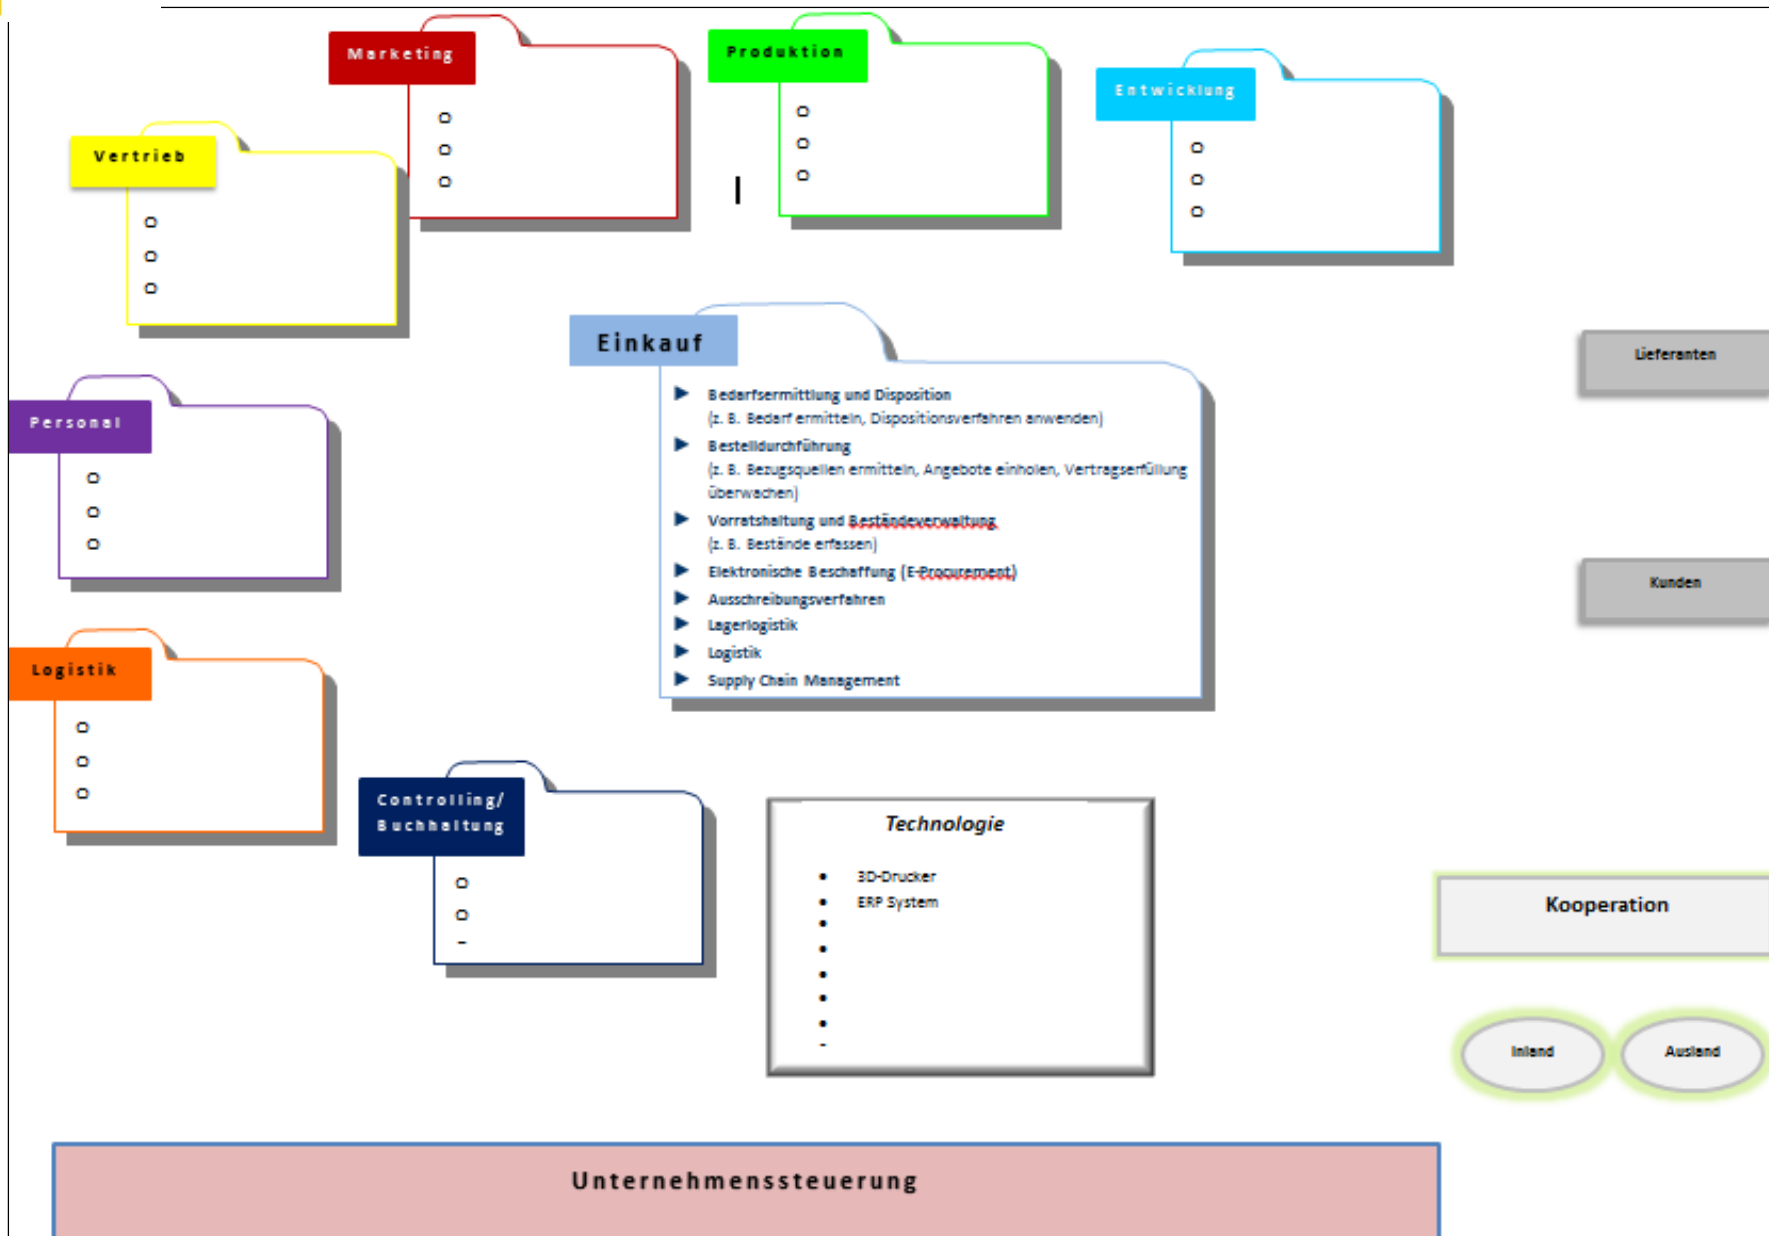 Marketing
Produktion
Entwicklung
Vertrieb
Einkauf
Bedarfsermittlung und Disposition
(z. B. Bedarf ermitteln, Dispositionsverfahren anwenden)
Bestelldurchführung
(z. B. Bezugsquellen ermitteln, Angebote einholen, Vertragserfüllung
überwachen)
Vorratshaltung und Beständeverwaltung
(z. B. Bestände erfassen)
Elektronische Beschaffung (E-Procurement)
Ausschreibungsverfahren
Lagerlogistik
Logistik
Supply Chain Management
Lieferanten
Kunden
Personal
Logistik
Controlling/
Buchhaltung
Technologie
3D-Drucker
ERP System
Kooperation
Inland
Ausland
Unternehmenssteuerung